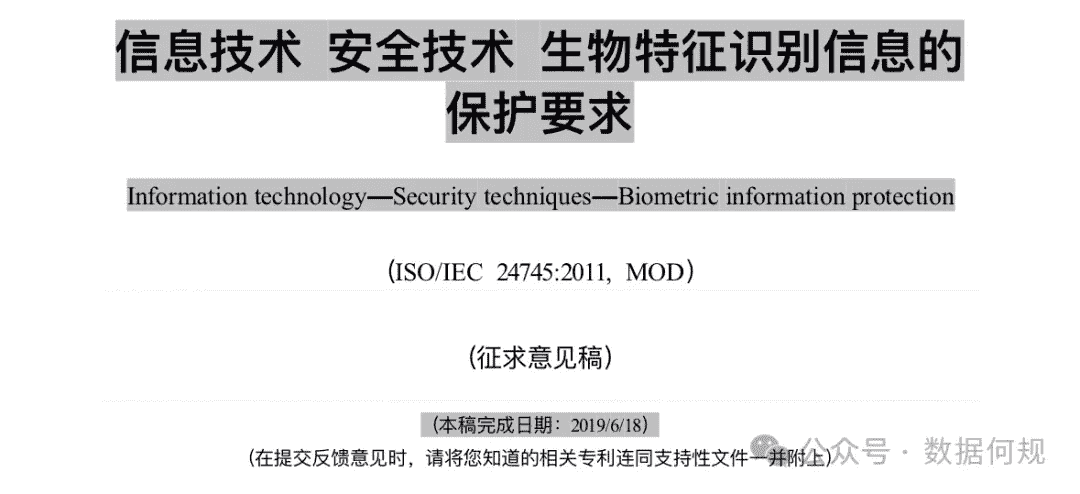 信息技术 安全技术 生物特征识别信息的
保护要求
Information technology—Security techniques—Biometric information protection
(ISO/IEC 24745:2011, MOD)
(征求意见稿)
(本稿完成日期：2019/6/18)
(在提交反馈意见时，请将您知道的相关专利连同支持性文件一并附上)
公众号 · 数据何规